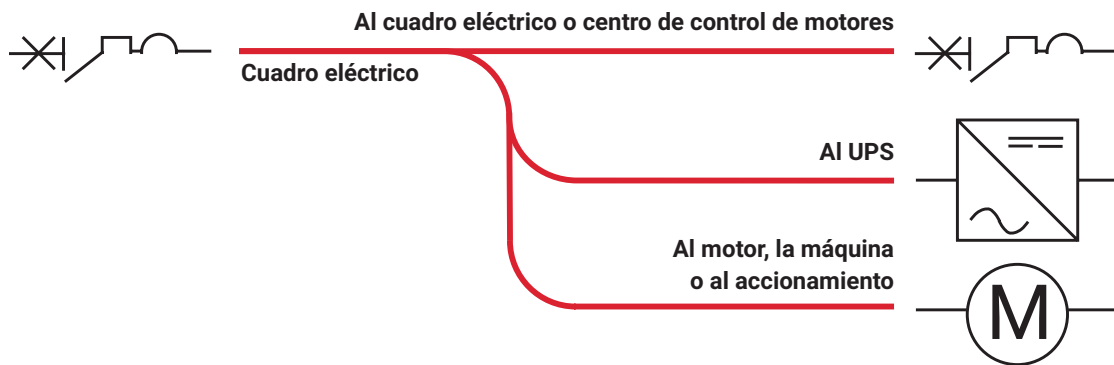 Al cuadro eléctrico o centro de control de motores
Cuadro eléctrico
Al UPS
Al motor, la máquina
o al accionamiento
M